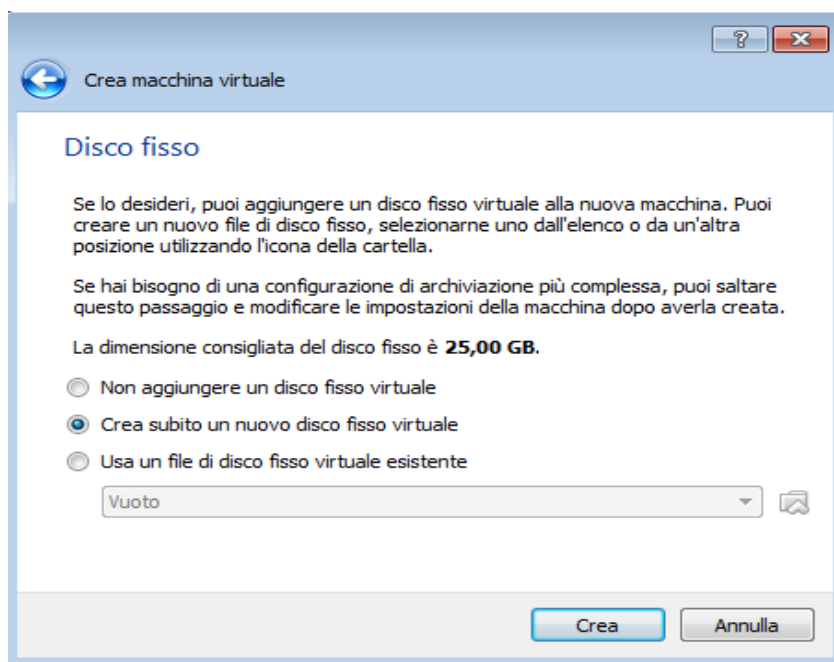 ?
Crea macchina virtuale
Disco fisso
Se lo desideri, puoi aggiungere un disco fisso virtuale alla nuova macchina. Puoi
creare un nuovo file di disco fisso, selezionarne uno dall'elenco o da un'altra
posizione utilizzando l'icona della cartella.
Se hai bisogno di una configurazione di archiviazione più complessa, puoi saltare
questo passaggio e modificare le impostazioni della macchina dopo averla creata.
La dimensione consigliata del disco fisso è 25,00 GB.
Non aggiungere un disco fisso virtuale
Crea subito un nuovo disco fisso virtuale
Usa un file di disco fisso virtuale esistente
Vuoto
Crea Annulla